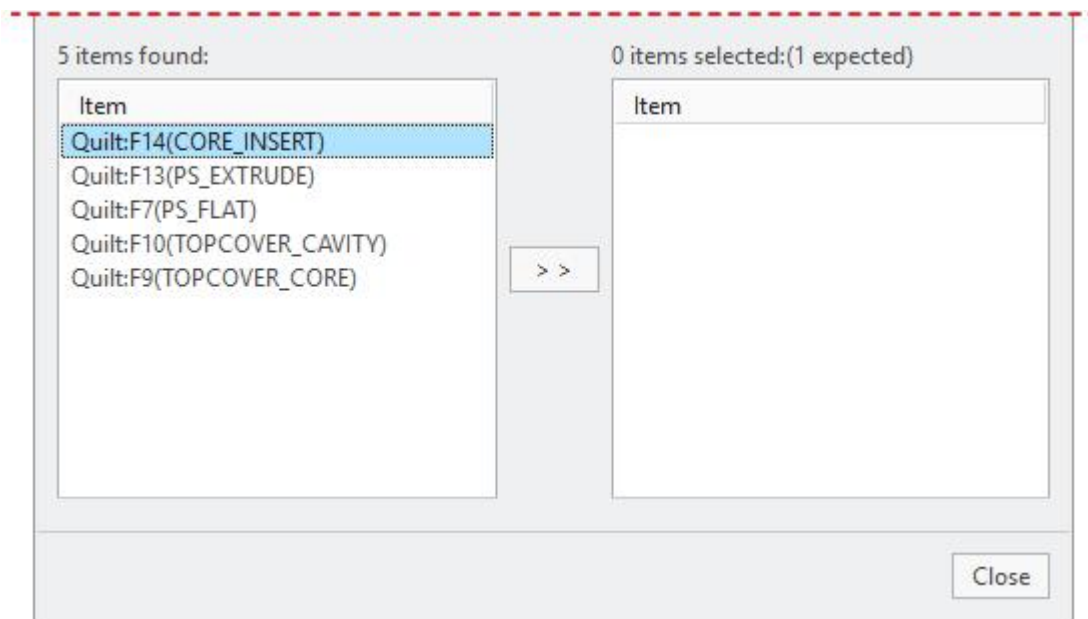 5 items found:
0 items selected:(1 expected)
Item
Item
Quilt:F14(CORE_INSERT)
Quilt:F13(PS_EXTRUDE)
Quilt:F7(PS_FLAT)
Quilt:F10(TOPCOVER_CAVITY)
Quilt:F9(TOPCOVER_CORE)
> >
Close